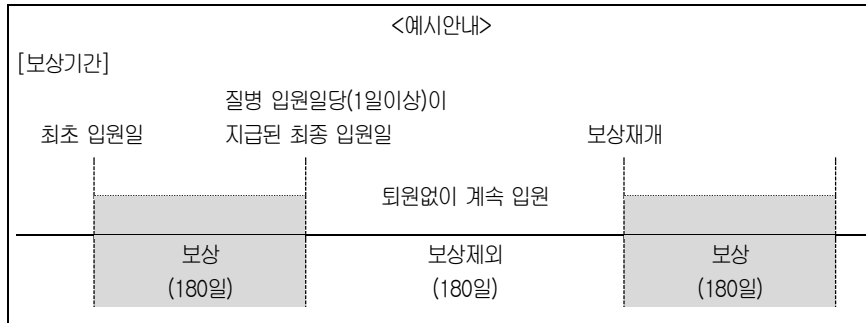 <예시안내>
[보상기간]
질병 입원일당(1일이상)이
최초 입원일 지급된 최종 입원일 보상재개
퇴원없이 계속 입원
보상 보상제외 보상
(180일) (180일) (180일)